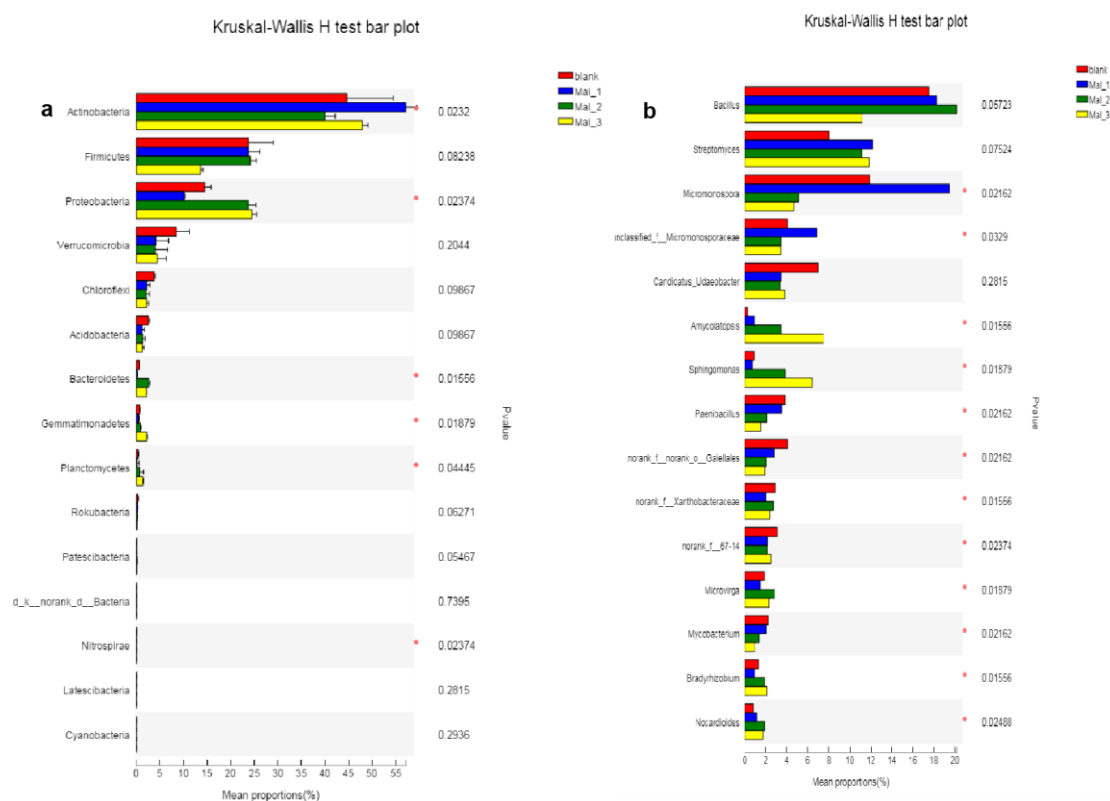 Kruskal-Wallis H test bar plot
a
blank
Mal_1
Mal_2
Mal_3
Actinobacteria * 0.0232
Firmicutes 0.08238
Proteobacteria * 0.02374
Verrucomicrobia 0.2044
Chloroflexi 0.09867
Acidobacteria 0.09867
Bacteroidetes * 0.01556
Gemmatimonadetes * 0.01879
Planctomycetes * 0.04445
Rokubacteria 0.06271
Patescibacteria 0.05467
d_k__norank_d__Bacteria 0.7395
Nitrospirae * 0.02374
Latescibacteria 0.2815
Cyanobacteria 0.2936
Pvalue
0 5 10 15 20 25 30 35 40 45 50 55
Mean proportions(%)
Kruskal-Wallis H test bar plot
b
blank
Mal_1
Mal_2
Mal_3
Bacillus 0.05723
Streptomyces 0.07524
Micromonospora * 0.02162
unclassified_f__Micromonosporaceae * 0.0329
Candicatus_Udaeobacter 0.2815
Amycolatopsis * 0.01556
Sphingomonas * 0.01879
Paenibacillus * 0.02162
norank_f__norank_o__Gaiellales * 0.02162
norank_f__Xanthobacteraceae * 0.01556
norank_f__67-14 * 0.02374
Microvirga * 0.01979
Mycobacterium * 0.02162
Bradyrhizobium * 0.01556
Nocardioides * 0.02488
Pvalue
0 2 4 6 8 10 12 14 16 18 20
Mean proportions(%)